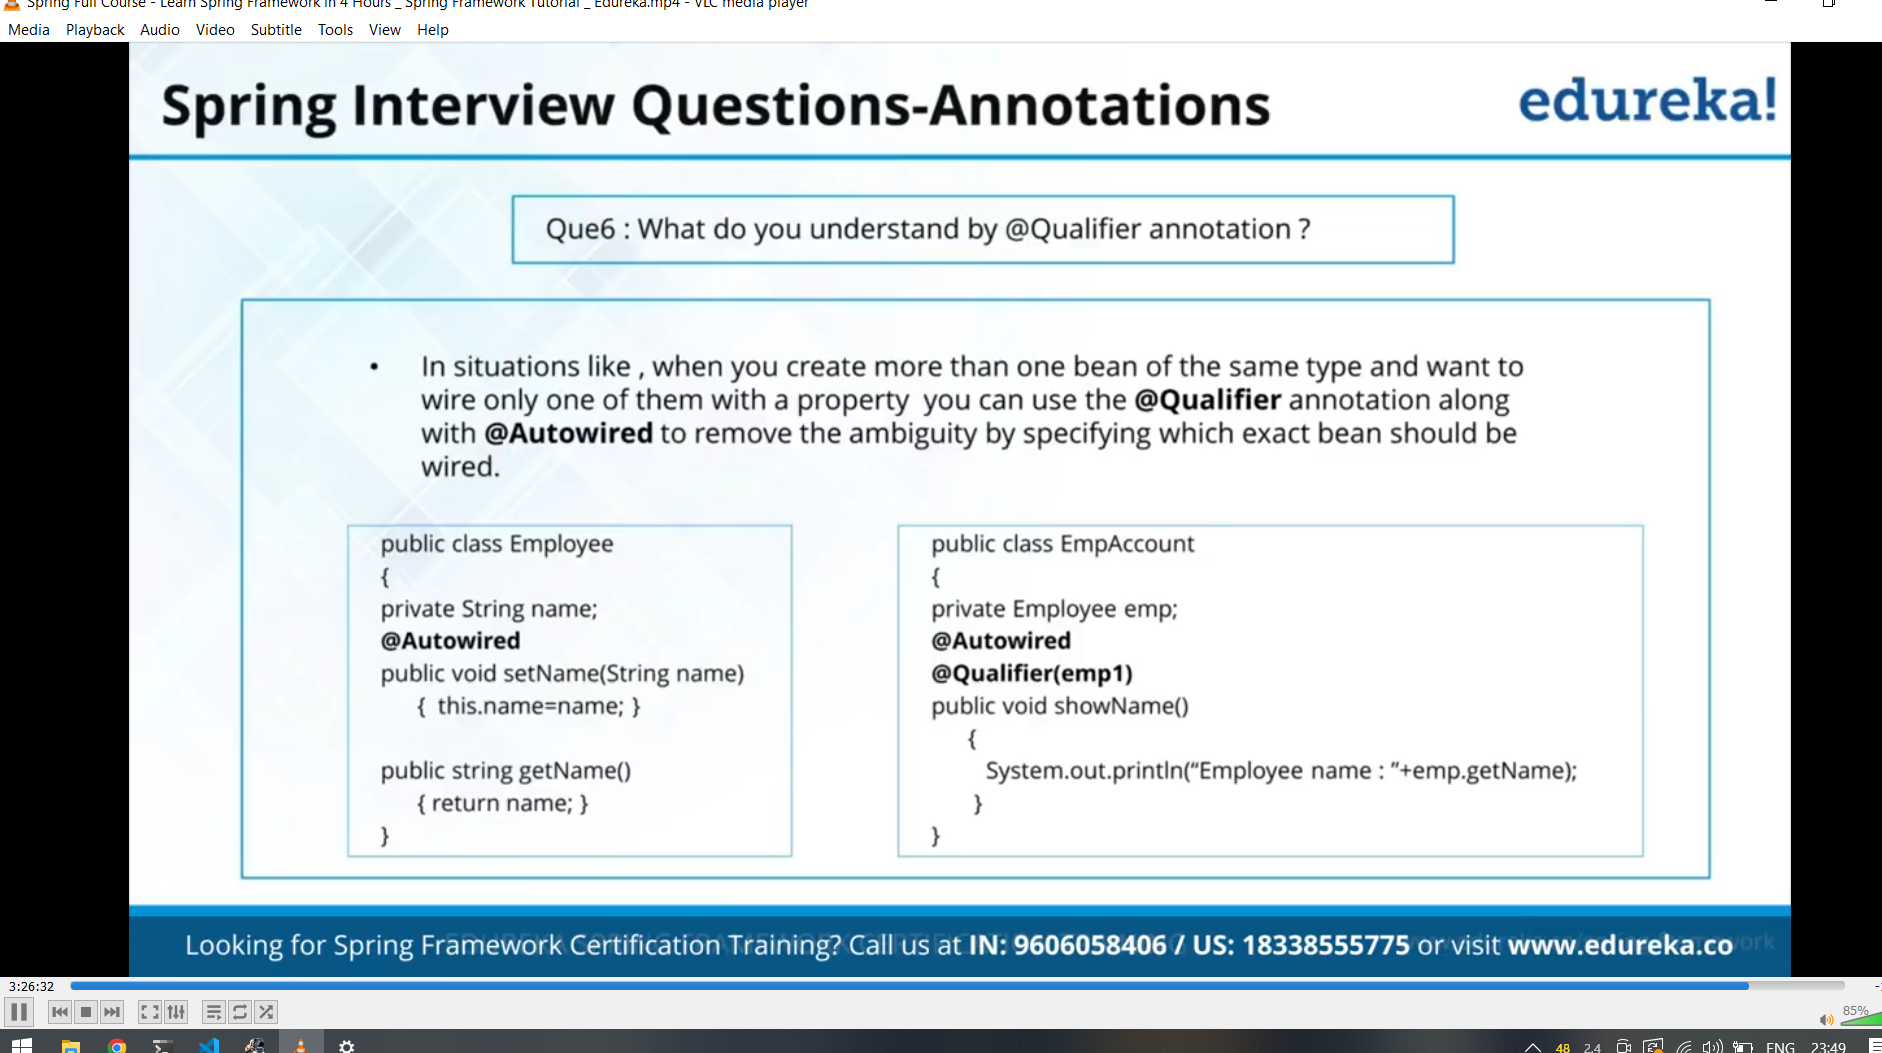 Spring Full Course - Learn Spring Framework in 4 Hours _ Spring Framework Tutorial _ Edureka.mp4 - VLC media player
Media Playback Audio Video Subtitle Tools View Help
Spring Interview Questions-Annotations
edureka!
Que6 : What do you understand by @Qualifier annotation ?
• In situations like , when you create more than one bean of the same type and want to
wire only one of them with a property you can use the @Qualifier annotation along
with @Autowired to remove the ambiguity by specifying which exact bean should be
wired.
public class Employee
{
private String name;
@Autowired
public void setName(String name)
{ this.name=name; }
public string getName()
{ return name; }
}
public class EmpAccount
{
private Employee emp;
@Autowired
@Qualifier(emp1)
public void showName()
{
System.out.println(“Employee name : ”+emp.getName);
}
}
Looking for Spring Framework Certification Training? Call us at IN: 9606058406 / US: 18338555775 or visit www.edureka.co
3:26:32
85%
48 2.4 ENG 23:49